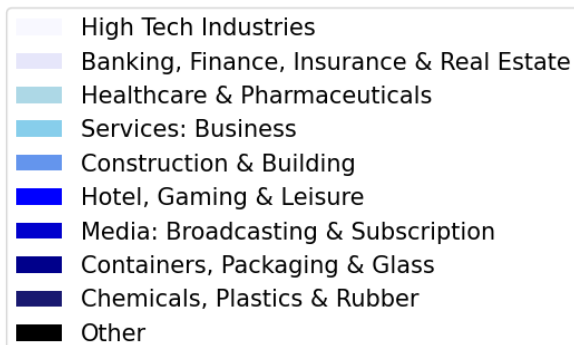 High Tech Industries
Banking, Finance, Insurance & Real Estate
Healthcare & Pharmaceuticals
Services: Business
Construction & Building
Hotel, Gaming & Leisure
Media: Broadcasting & Subscription
Containers, Packaging & Glass
Chemicals, Plastics & Rubber
Other